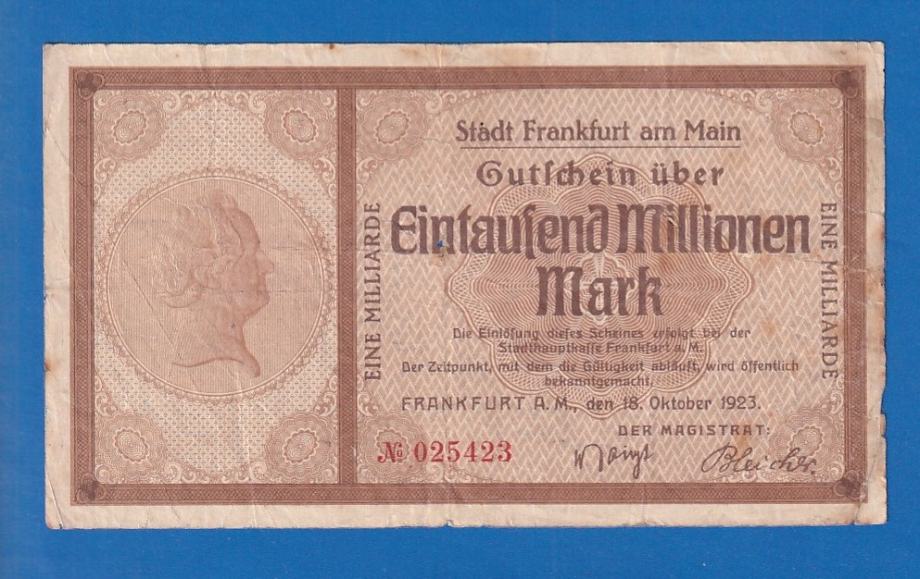 Stadt Frankfurt am Main
Gutſchein über
Eintauſend Millionen
Mark
EINE MILLIARDE
EINE MILLIARDE
Die Einlöſung dieſes Scheines erfolgt bei der
Stadthauptkaſſe Frankfurt a. M.
Der Zeitpunkt, mit dem die Gültigkeit abläuft, wird öffentlich
bekanntgemacht.
FRANKFURT A. M., den 18. Oktober 1923.
DER MAGISTRAT:
№ 025423
Voigt Bleicher.